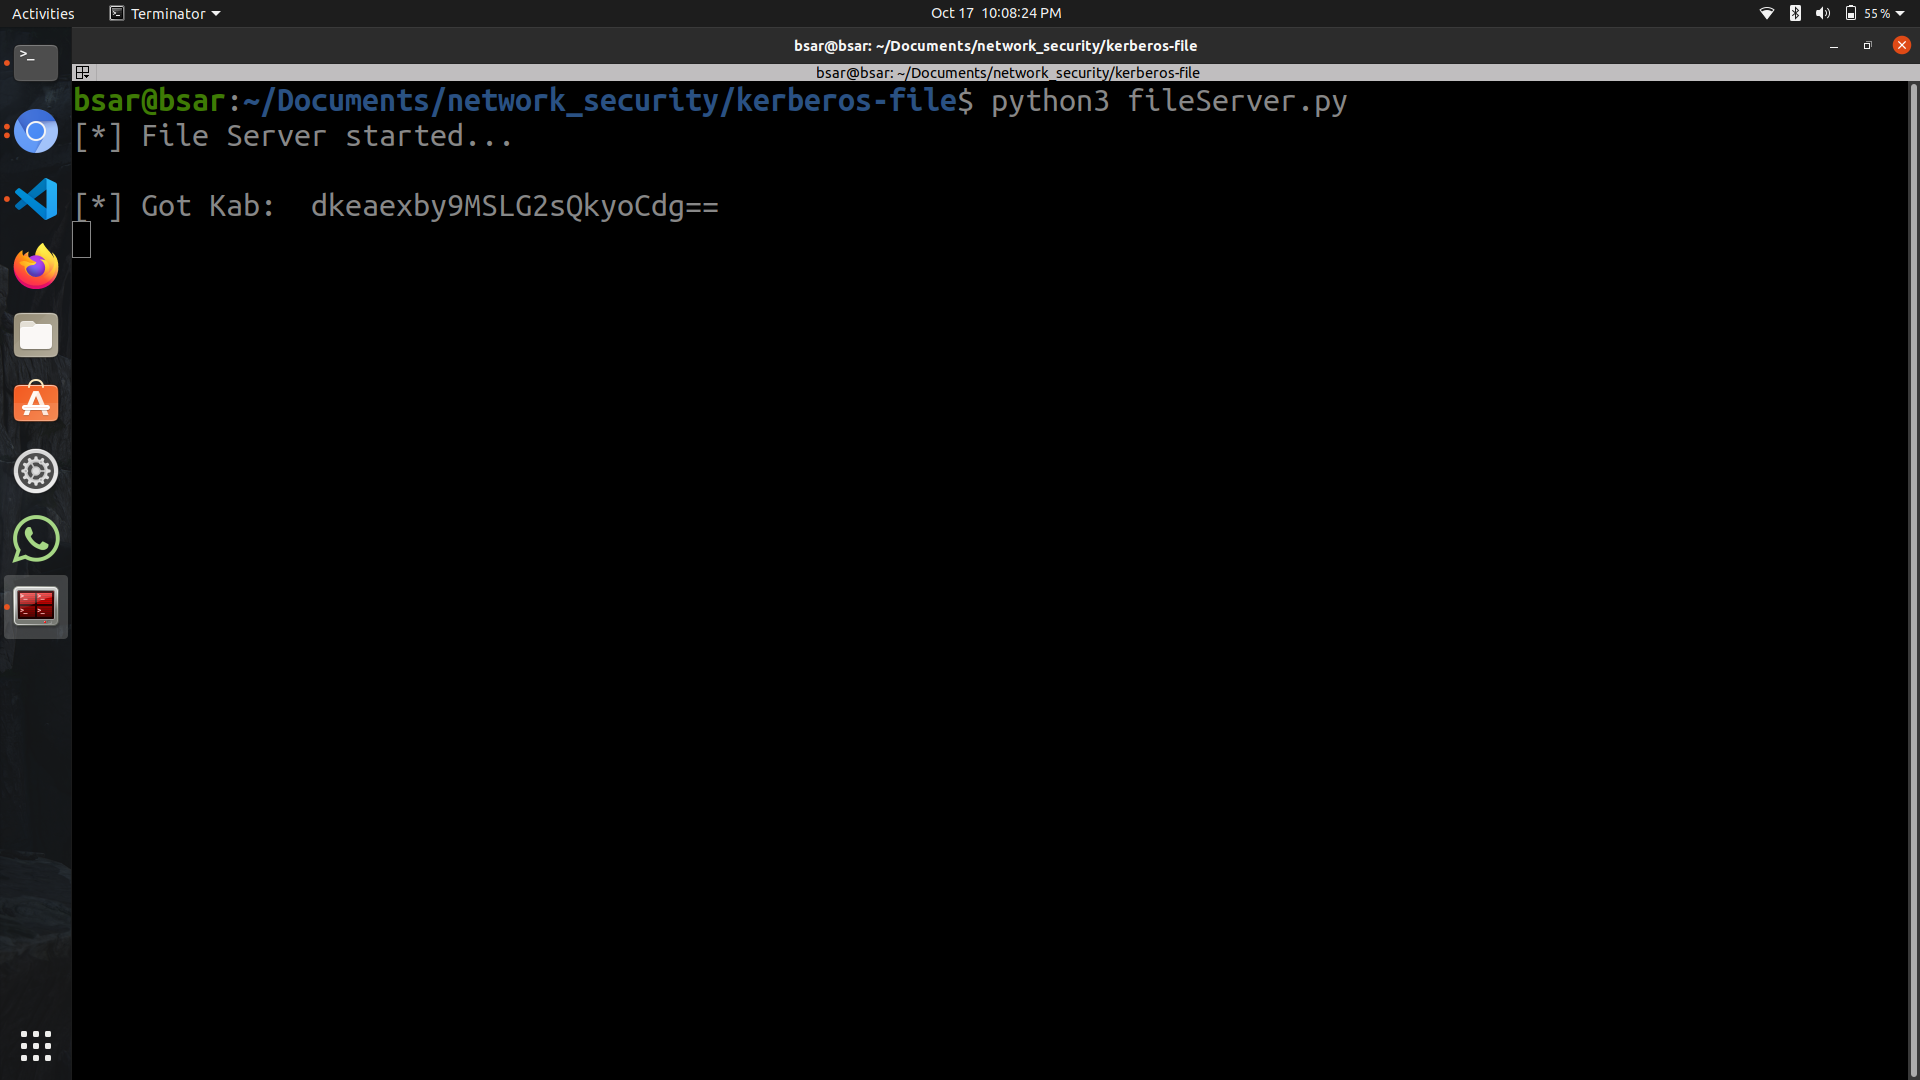 Activities
Terminator
Oct 17 10:08:24 PM
55 %
bsar@bsar: ~/Documents/network_security/kerberos-file
bsar@bsar: ~/Documents/network_security/kerberos-file
bsar@bsar:~/Documents/network_security/kerberos-file$ python3 fileServer.py
[*] File Server started...
[*] Got Kab:  dkeaexby9MSLG2sQkyoCdg==